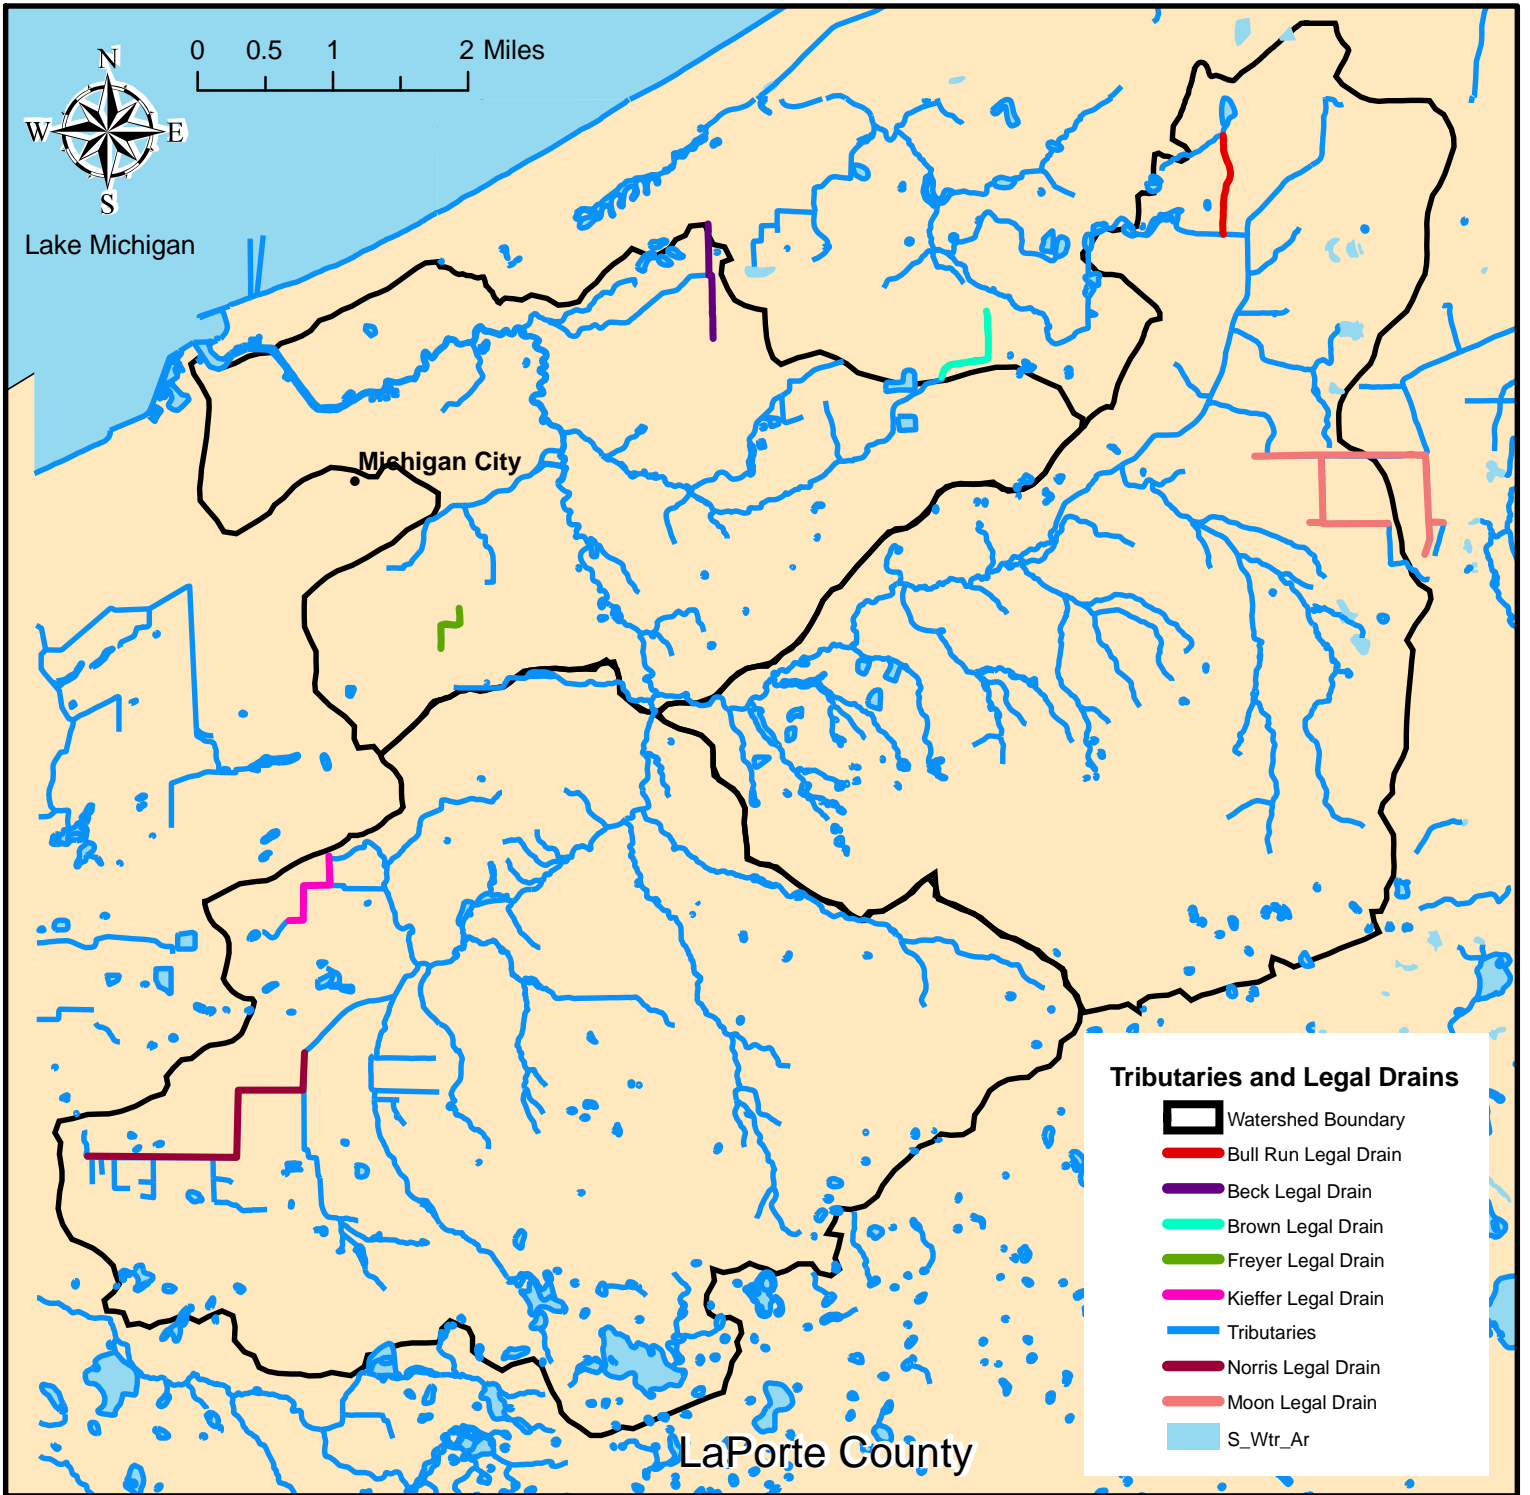 0 0.5 1 2 Miles
N
W E
S
Lake Michigan
Michigan City
Tributaries and Legal Drains
Watershed Boundary
Bull Run Legal Drain
Beck Legal Drain
Brown Legal Drain
Freyer Legal Drain
Kieffer Legal Drain
Tributaries
Norris Legal Drain
Moon Legal Drain
S_Wtr_Ar
LaPorte County